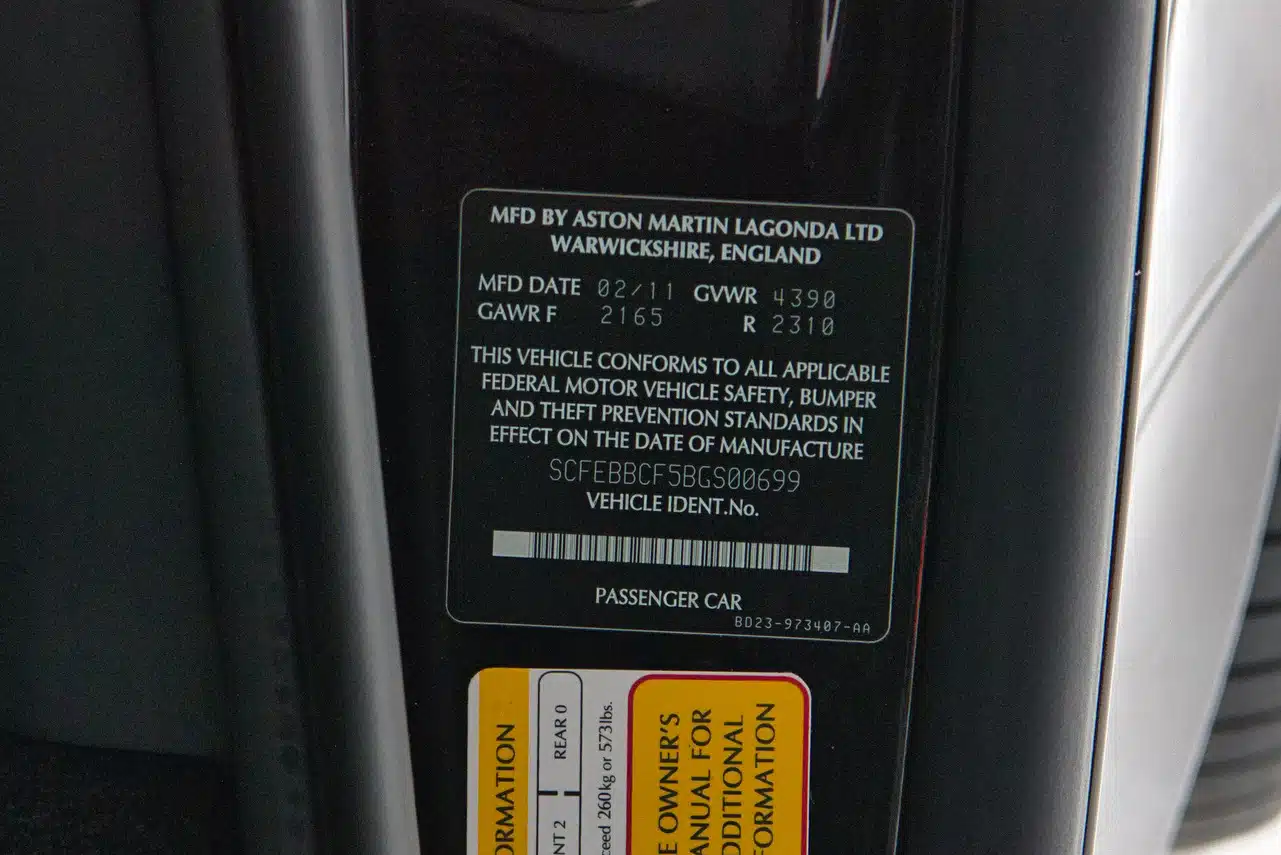 MFD BY ASTON MARTIN LAGONDA LTD
WARWICKSHIRE, ENGLAND
MFD DATE 02/11 GVWR 4390
GAWR F 2165 R 2310
THIS VEHICLE CONFORMS TO ALL APPLICABLE
FEDERAL MOTOR VEHICLE SAFETY, BUMPER
AND THEFT PREVENTION STANDARDS IN
EFFECT ON THE DATE OF MANUFACTURE
SCFEBBCF5BGS00699
VEHICLE IDENT.No.
PASSENGER CAR
BD23-973407-AA
ORMATION
NT 2 REAR 0
ceed 260kg or 573lbs.
E OWNER'S
ANUAL FOR
DDITIONAL
FORMATION